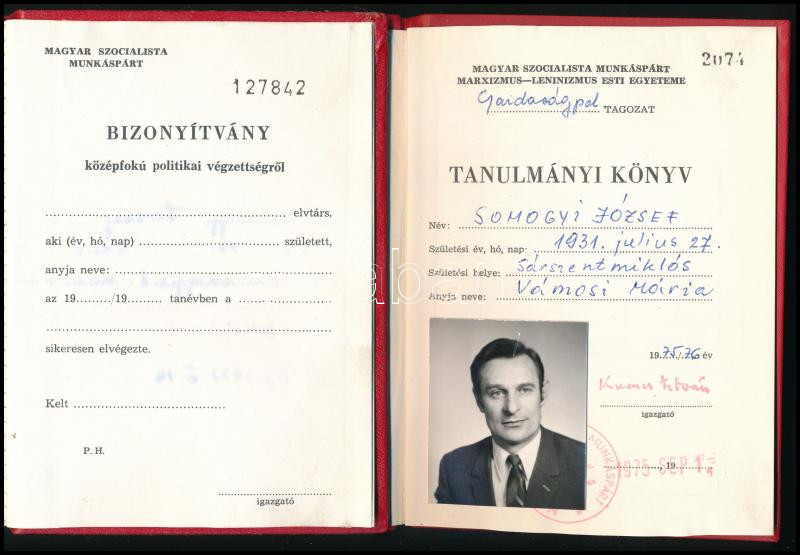 MAGYAR SZOCIALISTA
MUNKÁSPÁRT
127842
BIZONYÍTVÁNY
középfokú politikai végzettségről
elvtárs,
aki (év, hó, nap) született,
anyja neve:
az 19......../19........ tanévben a
sikeresen elvégezte.
Kelt
P. H.
igazgató
2074
MAGYAR SZOCIALISTA MUNKÁSPÁRT
MARXIZMUS—LENINIZMUS ESTI EGYETEME
Gazdaságpol TAGOZAT
TANULMÁNYI KÖNYV
Név: SOMOGYI JÓZSEF
Születési év, hó, nap: 1931. július 27.
Születési helye: Sárszentmiklós
Anyja neve: Vámosi Mária
1975./76 év
István
igazgató
MUNKÁSPÁRT
1975 SEP 1
, 19